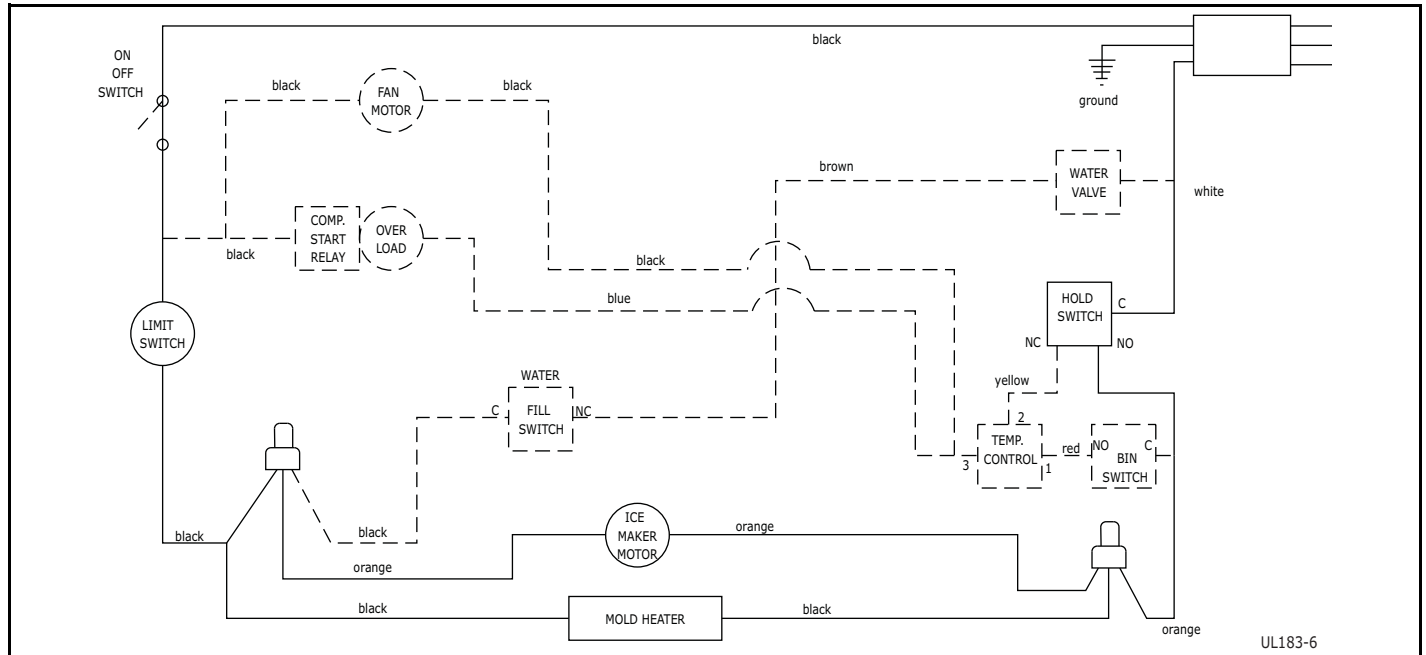 black
ON
OFF
SWITCH
ground
black
FAN
MOTOR
black
brown
WATER
VALVE
white
COMP.
START
RELAY
OVER
LOAD
black
black
blue
HOLD
SWITCH
C
NC
NO
LIMIT
SWITCH
yellow
WATER
C
FILL
SWITCH
NC
2
TEMP.
CONTROL
3
1
red
NO
C
BIN
SWITCH
black
black
ICE
MAKER
MOTOR
orange
orange
black
MOLD HEATER
black
orange
UL183-6